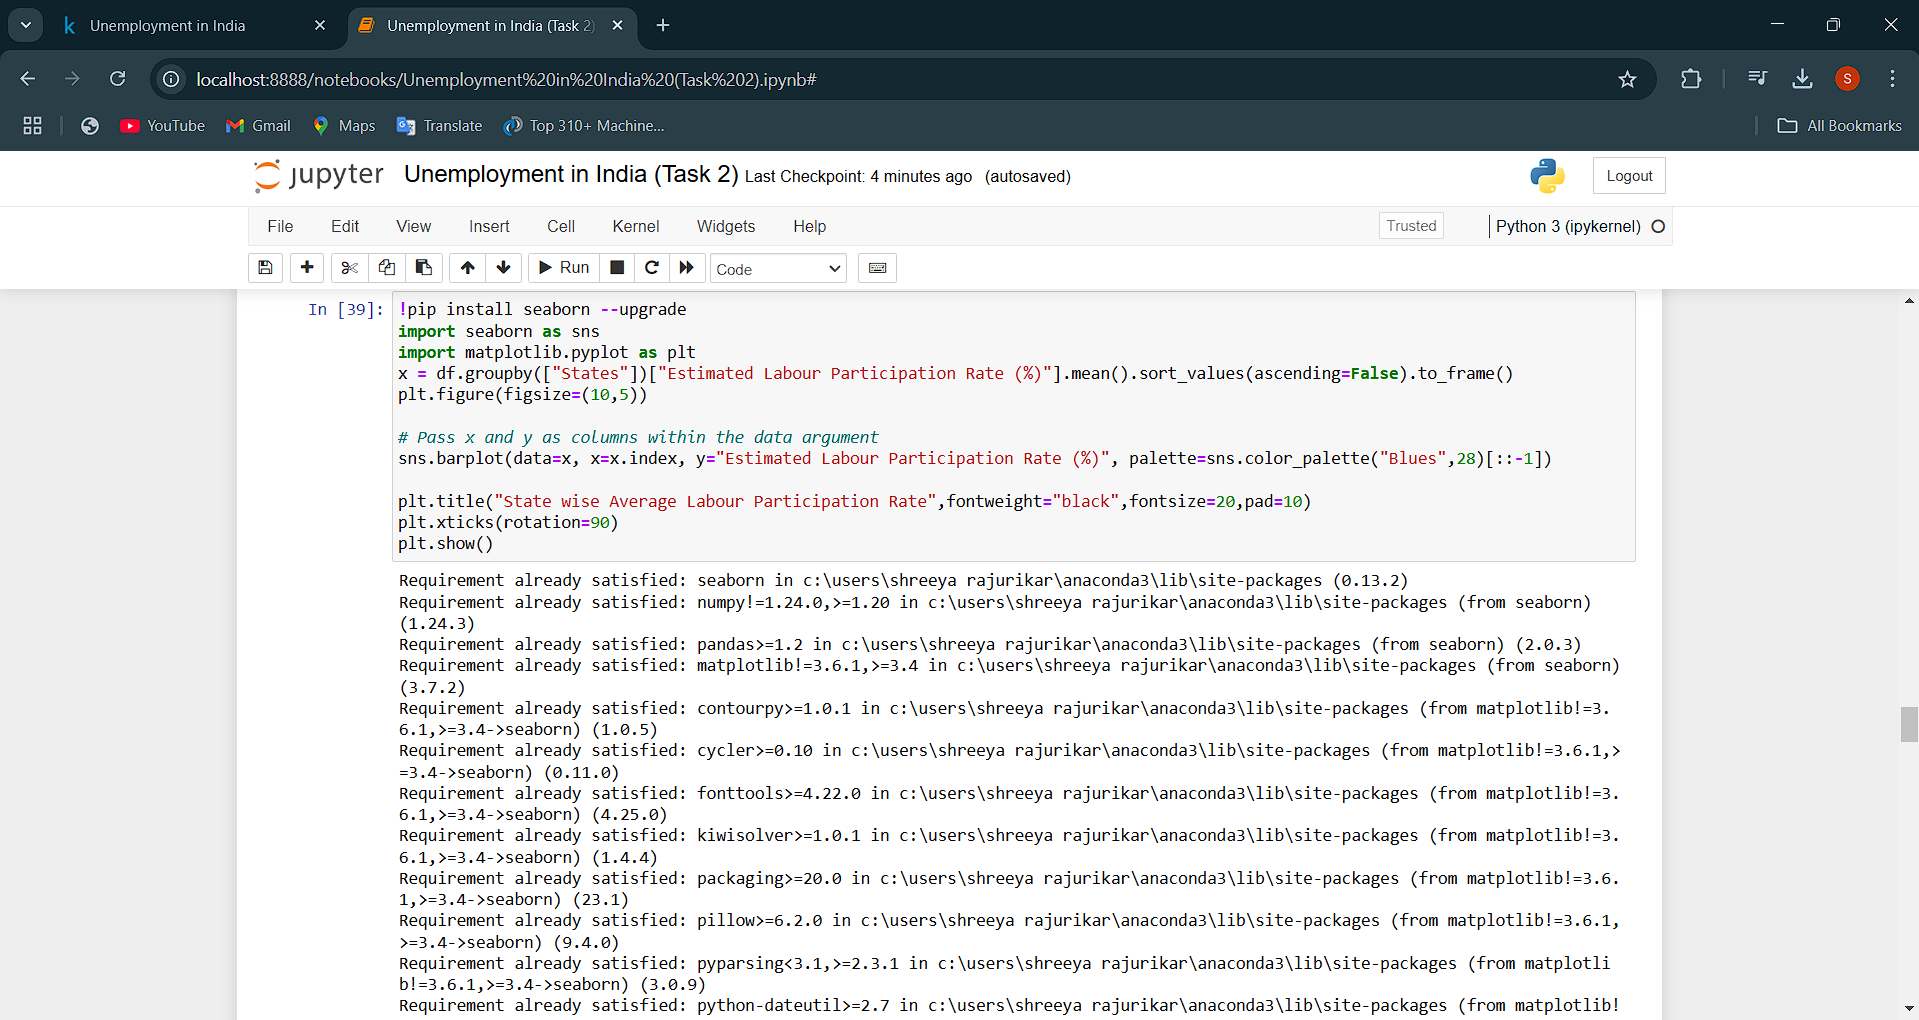 Unemployment in India
Unemployment in India (Task 2)
localhost:8888/notebooks/Unemployment%20in%20India%20(Task%202).ipynb#
S
YouTube
Gmail
Maps
Translate
Top 310+ Machine...
All Bookmarks
jupyter Unemployment in India (Task 2) Last Checkpoint: 4 minutes ago (autosaved)
Logout
File Edit View Insert Cell Kernel Widgets Help
Trusted
Python 3 (ipykernel)
Run
Code
In [39]:
!pip install seaborn --upgrade
import seaborn as sns
import matplotlib.pyplot as plt
x = df.groupby(["States"])["Estimated Labour Participation Rate (%)"].mean().sort_values(ascending=False).to_frame()
plt.figure(figsize=(10,5))
# Pass x and y as columns within the data argument
sns.barplot(data=x, x=x.index, y="Estimated Labour Participation Rate (%)", palette=sns.color_palette("Blues",28)[::-1])
plt.title("State wise Average Labour Participation Rate",fontweight="black",fontsize=20,pad=10)
plt.xticks(rotation=90)
plt.show()
Requirement already satisfied: seaborn in c:\users\shreeya rajurikar\anaconda3\lib\site-packages (0.13.2)
Requirement already satisfied: numpy!=1.24.0,>=1.20 in c:\users\shreeya rajurikar\anaconda3\lib\site-packages (from seaborn)
(1.24.3)
Requirement already satisfied: pandas>=1.2 in c:\users\shreeya rajurikar\anaconda3\lib\site-packages (from seaborn) (2.0.3)
Requirement already satisfied: matplotlib!=3.6.1,>=3.4 in c:\users\shreeya rajurikar\anaconda3\lib\site-packages (from seaborn)
(3.7.2)
Requirement already satisfied: contourpy>=1.0.1 in c:\users\shreeya rajurikar\anaconda3\lib\site-packages (from matplotlib!=3.
6.1,>=3.4->seaborn) (1.0.5)
Requirement already satisfied: cycler>=0.10 in c:\users\shreeya rajurikar\anaconda3\lib\site-packages (from matplotlib!=3.6.1,>
=3.4->seaborn) (0.11.0)
Requirement already satisfied: fonttools>=4.22.0 in c:\users\shreeya rajurikar\anaconda3\lib\site-packages (from matplotlib!=3.
6.1,>=3.4->seaborn) (4.25.0)
Requirement already satisfied: kiwisolver>=1.0.1 in c:\users\shreeya rajurikar\anaconda3\lib\site-packages (from matplotlib!=3.
6.1,>=3.4->seaborn) (1.4.4)
Requirement already satisfied: packaging>=20.0 in c:\users\shreeya rajurikar\anaconda3\lib\site-packages (from matplotlib!=3.6.
1,>=3.4->seaborn) (23.1)
Requirement already satisfied: pillow>=6.2.0 in c:\users\shreeya rajurikar\anaconda3\lib\site-packages (from matplotlib!=3.6.1,
>=3.4->seaborn) (9.4.0)
Requirement already satisfied: pyparsing<3.1,>=2.3.1 in c:\users\shreeya rajurikar\anaconda3\lib\site-packages (from matplotli
b!=3.6.1,>=3.4->seaborn) (3.0.9)
Requirement already satisfied: python-dateutil>=2.7 in c:\users\shreeya rajurikar\anaconda3\lib\site-packages (from matplotlib!